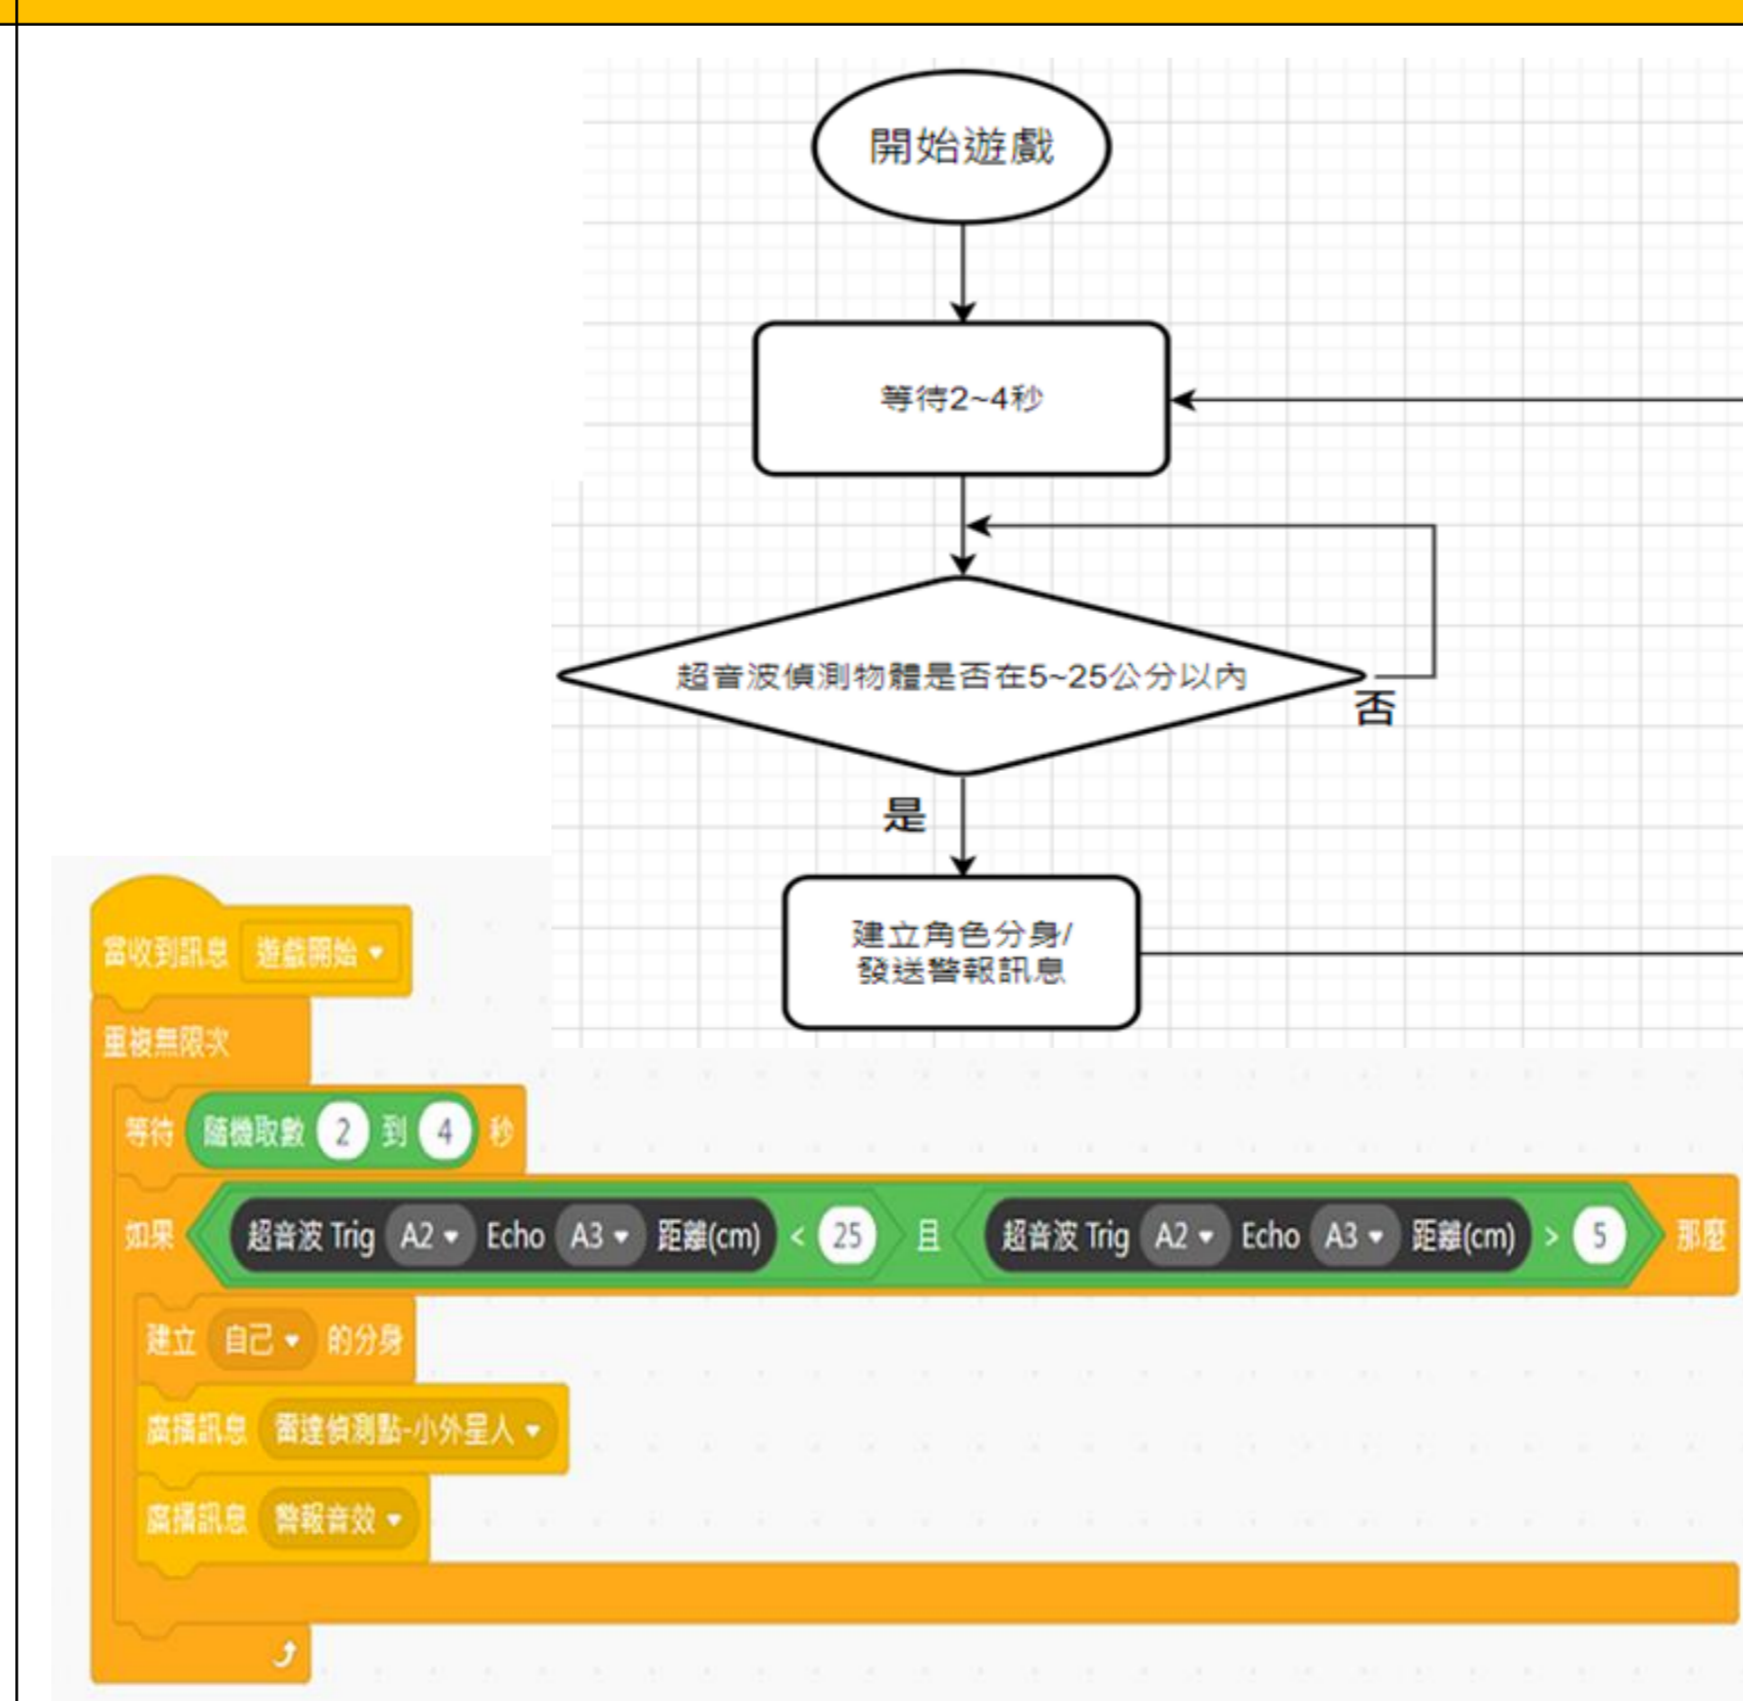 開始遊戲
等待2~4秒
超音波偵測物體是否在5~25公分以內
否
是
建立角色分身/
發送警報訊息
當收到訊息 遊戲開始
重複無限次
等待 隨機取數 2 到 4 秒
如果 超音波 Trig A2 Echo A3 距離(cm) < 25 且 超音波 Trig A2 Echo A3 距離(cm) > 5 那麼
建立 自己 的分身
廣播訊息 雷達偵測點-小外星人
廣播訊息 警報音效